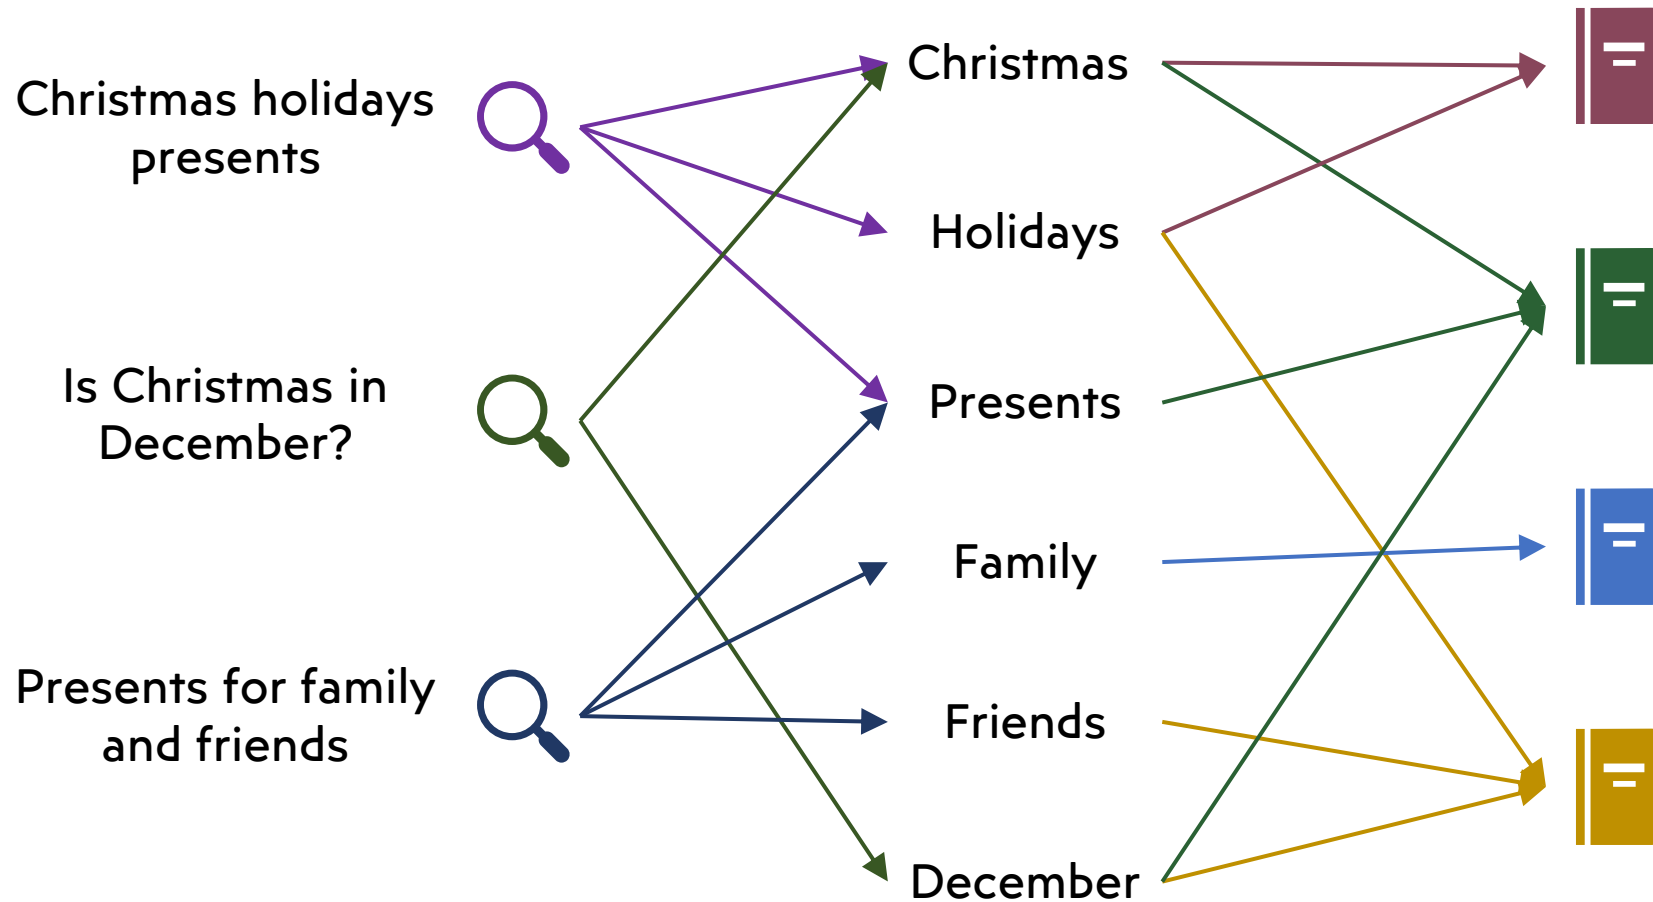 Christmas holidays
presents
Is Christmas in
December?
Presents for family
and friends
Christmas
Holidays
Presents
Family
Friends
December